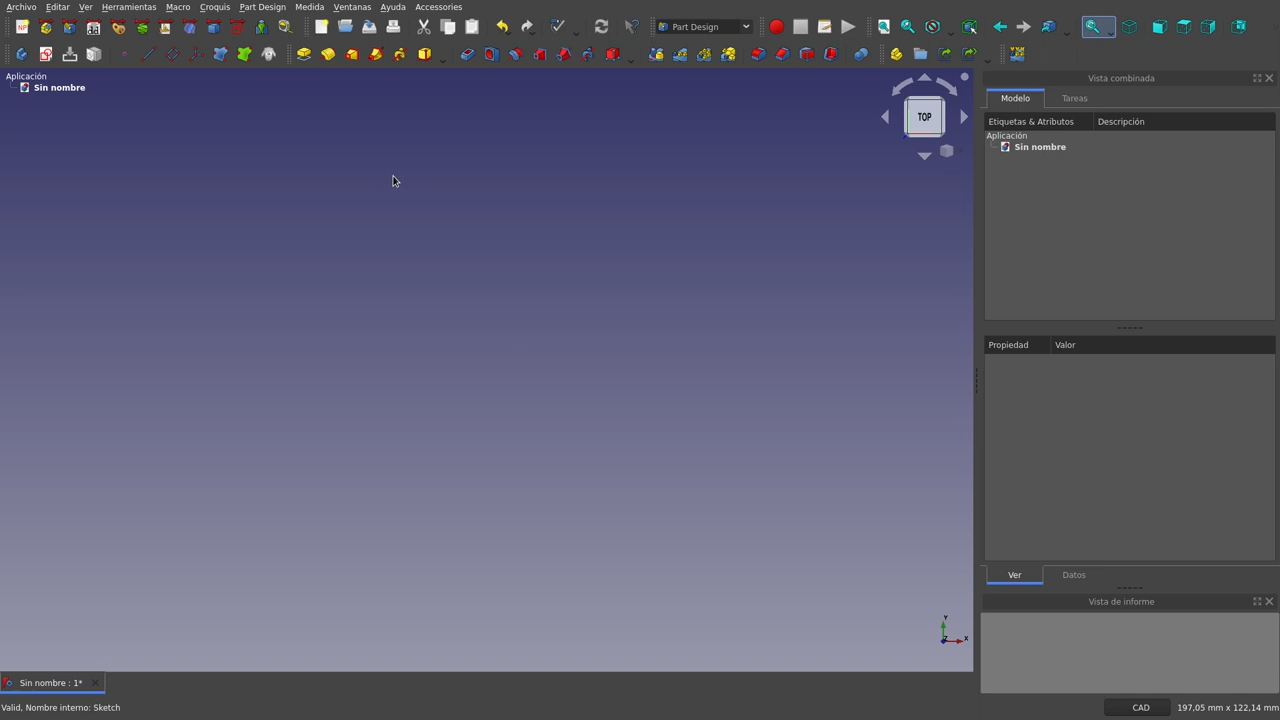 Archivo Editar Ver Herramientas Macro Croquis Part Design Medida Ventanas Ayuda Accessories
Part Design
Aplicación
Sin nombre
TOP
Vista combinada
Modelo Tareas
Etiquetas & Atributos Descripción
Aplicación
Sin nombre
Propiedad Valor
Ver Datos
Vista de informe
Y
Z X
Sin nombre : 1*
Valid, Nombre interno: Sketch
CAD 197,05 mm x 122,14 mm